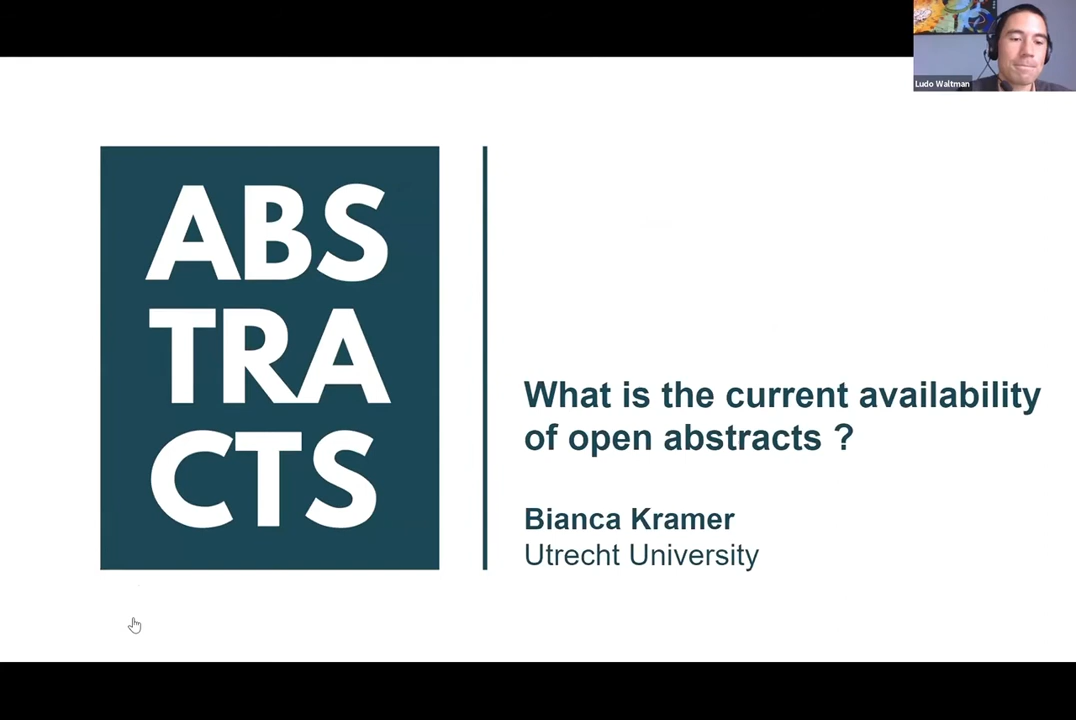 Ludo Waltman
ABS
TRA
CTS
What is the current availability
of open abstracts ?
Bianca Kramer
Utrecht University